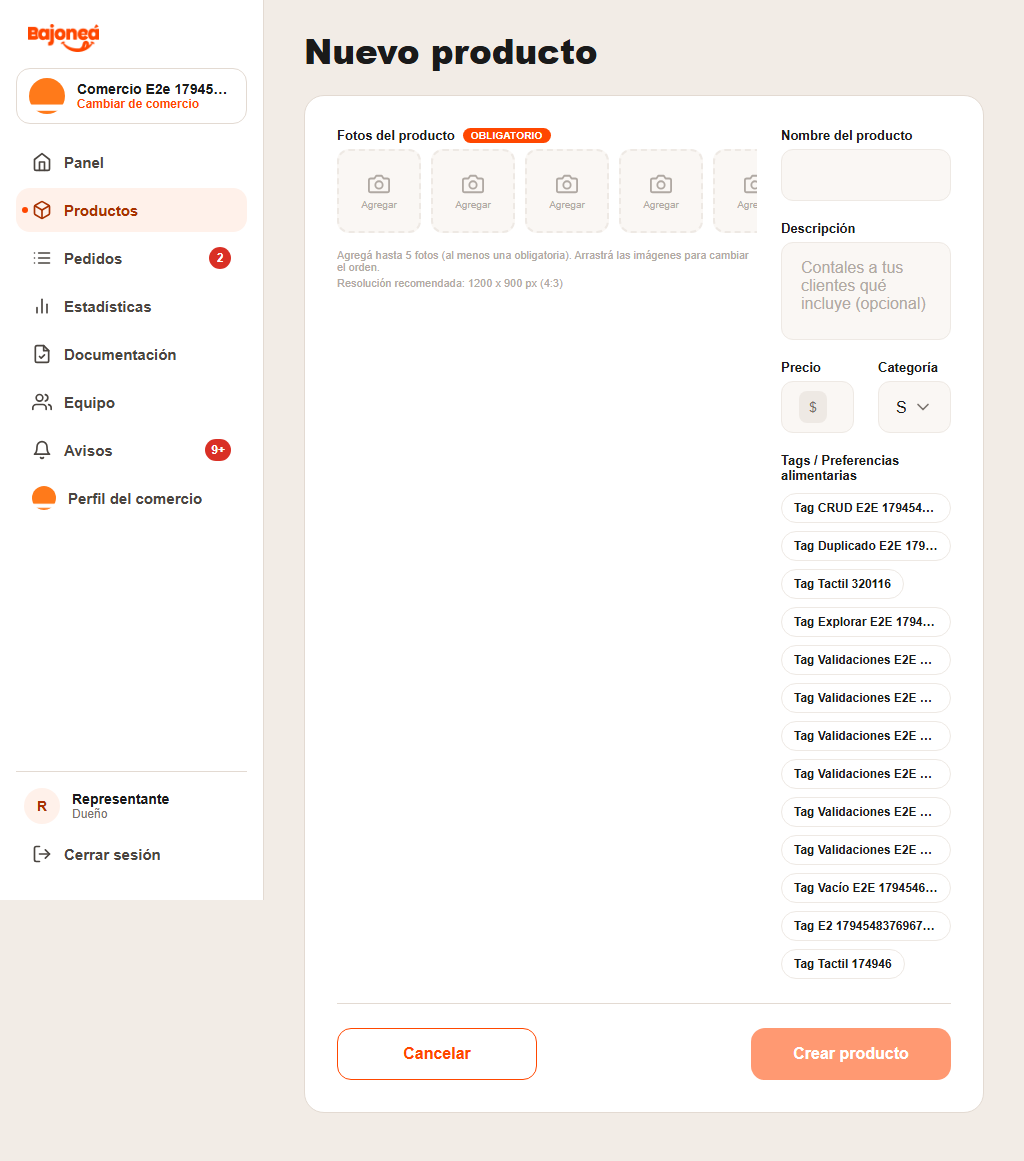 Bajoneá
Comercio E2e 17945...
Cambiar de comercio
Panel
Productos
Pedidos
2
Estadísticas
Documentación
Equipo
Avisos
9+
Perfil del comercio
R
Representante
Dueño
Cerrar sesión
Nuevo producto
Fotos del producto
OBLIGATORIO
Agregar
Agregar
Agregar
Agregar
Agre
Agregá hasta 5 fotos (al menos una obligatoria). Arrastrá las imágenes para cambiar
el orden.
Resolución recomendada: 1200 x 900 px (4:3)
Nombre del producto
Descripción
Contales a tus
clientes qué
incluye (opcional)
Precio
Categoría
$
S
Tags / Preferencias
alimentarias
Tag CRUD E2E 179454...
Tag Duplicado E2E 179...
Tag Tactil 320116
Tag Explorar E2E 1794...
Tag Validaciones E2E ...
Tag Validaciones E2E ...
Tag Validaciones E2E ...
Tag Validaciones E2E ...
Tag Validaciones E2E ...
Tag Validaciones E2E ...
Tag Vacío E2E 1794546...
Tag E2 1794548376967...
Tag Tactil 174946
Cancelar
Crear producto